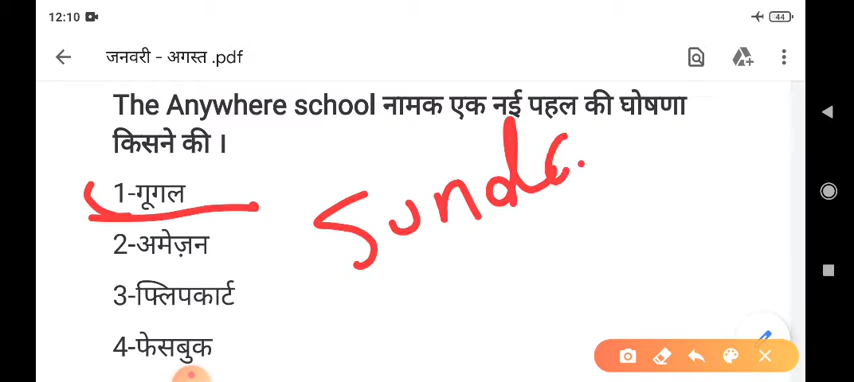 12:10
44
जनवरी - अगस्त .pdf
The Anywhere school नामक एक नई पहल की घोषणा
किसने की ।
1-गूगल
2-अमेज़न
3-फ्लिपकार्ट
4-फेसबुक